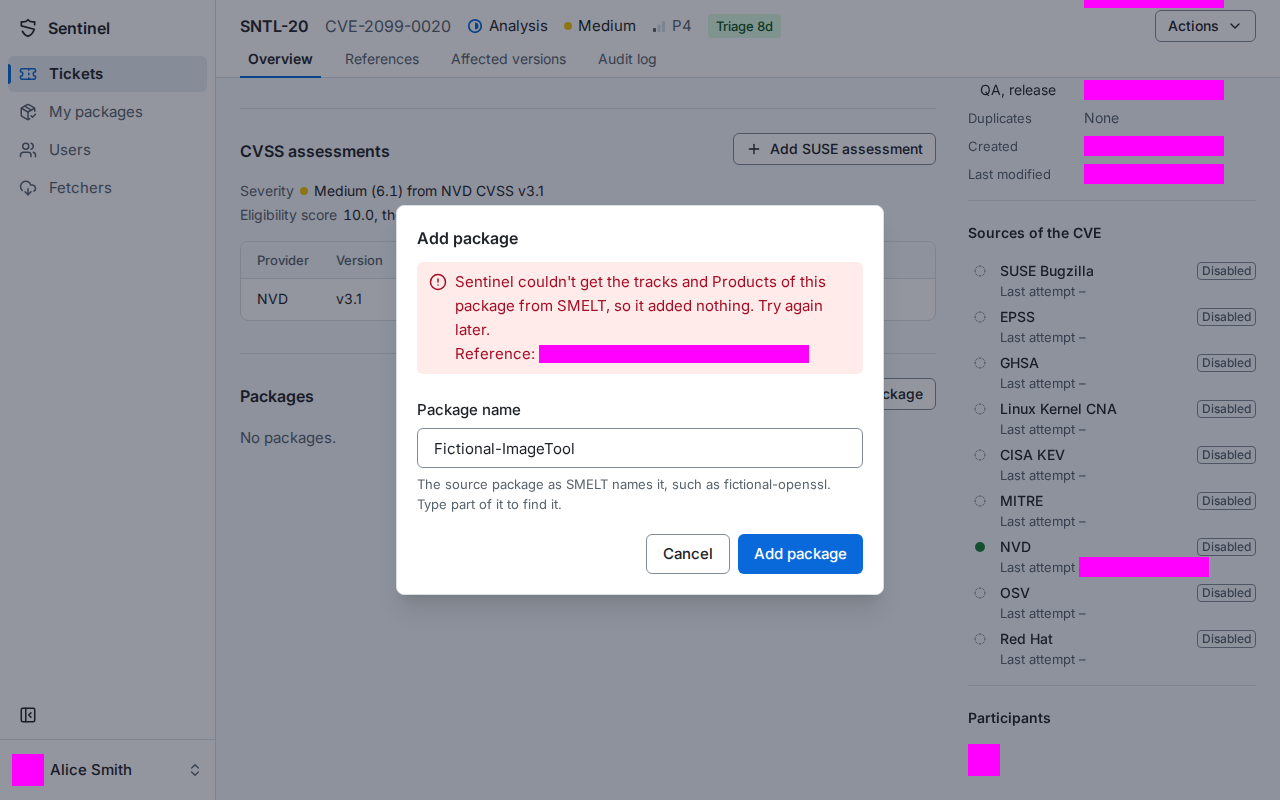 Sentinel
Tickets
My packages
Users
Fetchers
Alice Smith
SNTL-20 CVE-2099-0020 Analysis Medium P4 Triage 8d
Actions
Overview References Affected versions Audit log
CVSS assessments
Add SUSE assessment
Severity Medium (6.1) from NVD CVSS v3.1
Eligibility score 10.0, th
Provider Version
NVD v3.1
Packages
ckage
No packages.
Add package
Sentinel couldn't get the tracks and Products of this
package from SMELT, so it added nothing. Try again
later.
Reference:
Package name
Fictional-ImageTool
The source package as SMELT names it, such as fictional-openssl.
Type part of it to find it.
Cancel Add package
QA, release
Duplicates None
Created
Last modified
Sources of the CVE
SUSE Bugzilla Disabled
Last attempt –
EPSS Disabled
Last attempt –
GHSA Disabled
Last attempt –
Linux Kernel CNA Disabled
Last attempt –
CISA KEV Disabled
Last attempt –
MITRE Disabled
Last attempt –
NVD Disabled
Last attempt
OSV Disabled
Last attempt –
Red Hat Disabled
Last attempt –
Participants